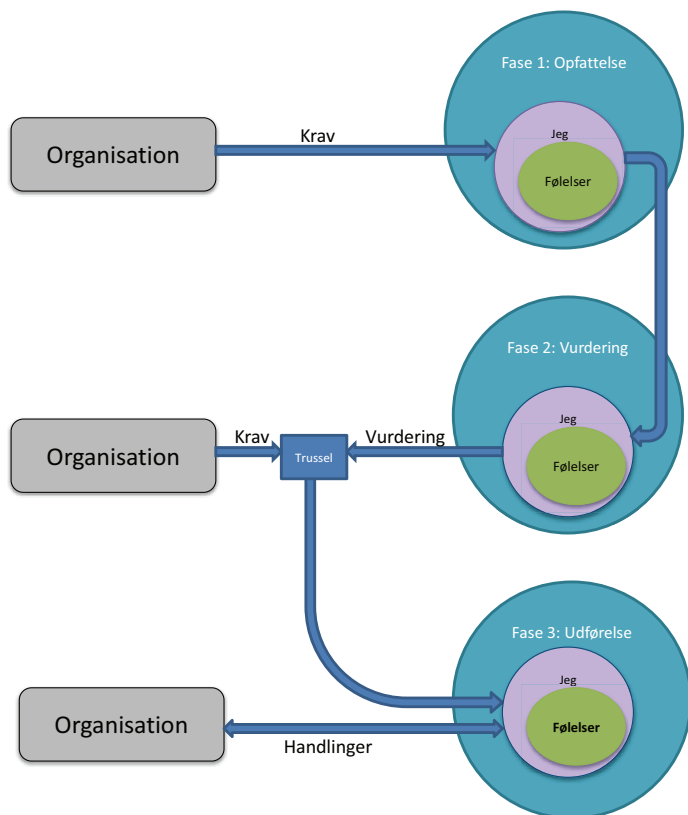 Fase 1: Opfattelse
Jeg
Krav
Organisation
Følelser
Fase 2: Vurdering
Jeg
Krav
Vurdering
Organisation
Trussel
Følelser
Fase 3: Udførelse
Jeg
Organisation
Følelser
Handlinger